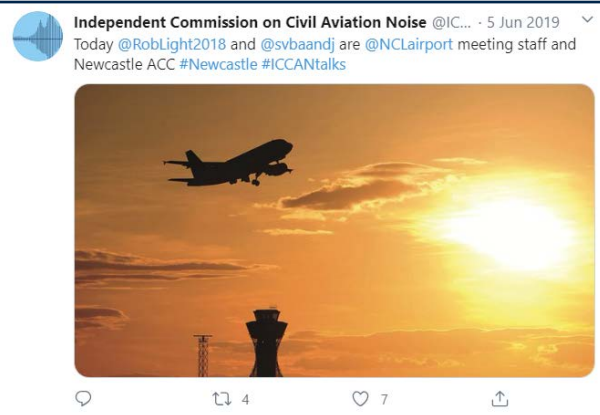 Independent Commission on Civil Aviation Noise @IC... · 5 Jun 2019
Today @RobLight2018 and @svbaandj are @NCLairport meeting staff and
Newcastle ACC #Newcastle #ICCANtalks
4 7